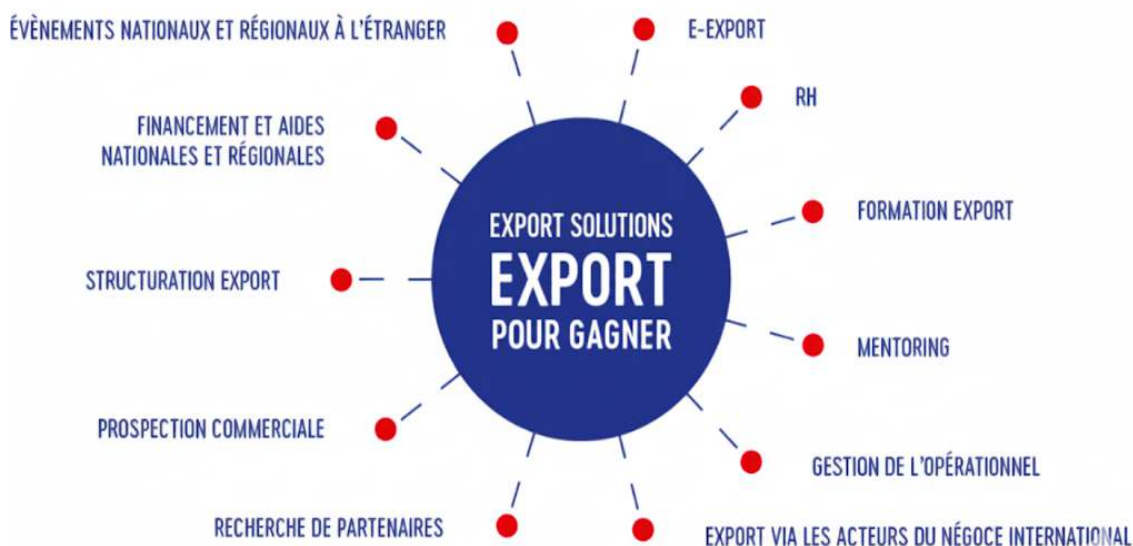 ÉVÈNEMENTS NATIONAUX ET RÉGIONAUX À L'ÉTRANGER
E-EXPORT
RH
FINANCEMENT ET AIDES
NATIONALES ET RÉGIONALES
FORMATION EXPORT
EXPORT SOLUTIONS
EXPORT
POUR GAGNER
STRUCTURATION EXPORT
MENTORING
PROSPECTION COMMERCIALE
GESTION DE L'OPÉRATIONNEL
RECHERCHE DE PARTENAIRES
EXPORT VIA LES ACTEURS DU NÉGOCE INTERNATIONAL